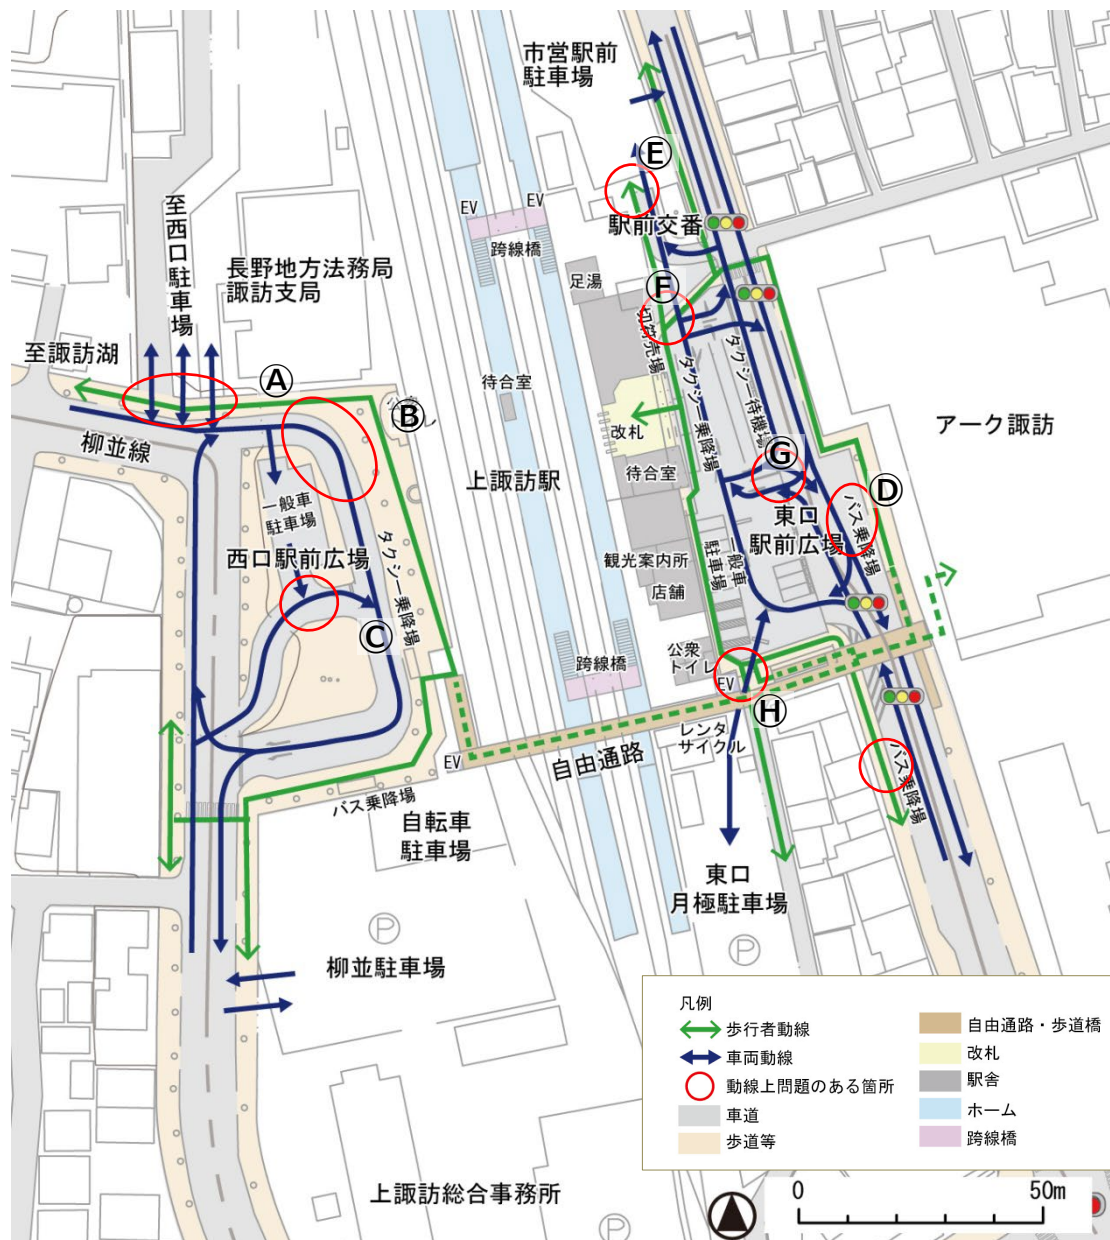 市営駅前
駐車場
Ⓔ
至西口駐車場
EV
EV
跨線橋
駅前交番
長野地方法務局
諏訪支局
足湯
Ⓕ
切符売場
至諏訪湖
Ⓐ
Ⓑ
待合室
タクシー乗降場
タクシー待機場
柳並線
改札
アーク諏訪
上諏訪駅
待合室
Ⓖ
Ⓓ
一般車
駐車場
バス乗降場
東口
駅前広場
タクシー乗降場
西口駅前広場
観光案内所
一般車
駐車場
店舗
Ⓒ
公衆
トイレ
跨線橋
EV
Ⓗ
レンタ
サイクル
自由通路
EV
バス乗降場
バス乗降場
自転車
駐車場
東口
月極駐車場
P
P
柳並駐車場
凡例
歩行者動線
車両動線
動線上問題のある箇所
車道
歩道等
自由通路・歩道橋
改札
駅舎
ホーム
跨線橋
上諏訪総合事務所
P
0
50m